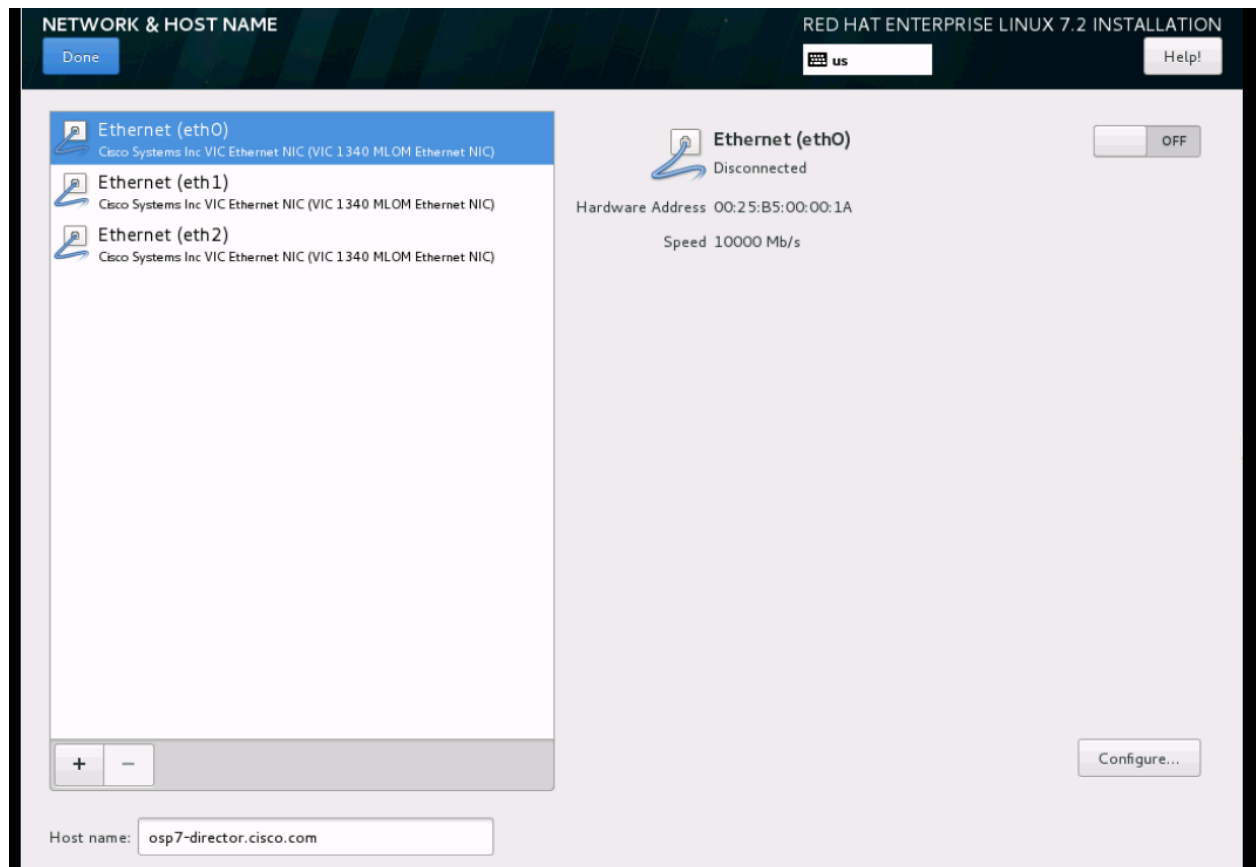 NETWORK & HOST NAME
RED HAT ENTERPRISE LINUX 7.2 INSTALLATION
Done
us
Help!
Ethernet (eth0)
Cisco Systems Inc VIC Ethernet NIC (VIC 1340 MLOM Ethernet NIC)
Ethernet (eth1)
Cisco Systems Inc VIC Ethernet NIC (VIC 1340 MLOM Ethernet NIC)
Ethernet (eth2)
Cisco Systems Inc VIC Ethernet NIC (VIC 1340 MLOM Ethernet NIC)
Ethernet (eth0)
Disconnected
OFF
Hardware Address 00:25:B5:00:00:1A
Speed 10000 Mb/s
+ −
Configure...
Host name: osp7-director.cisco.com